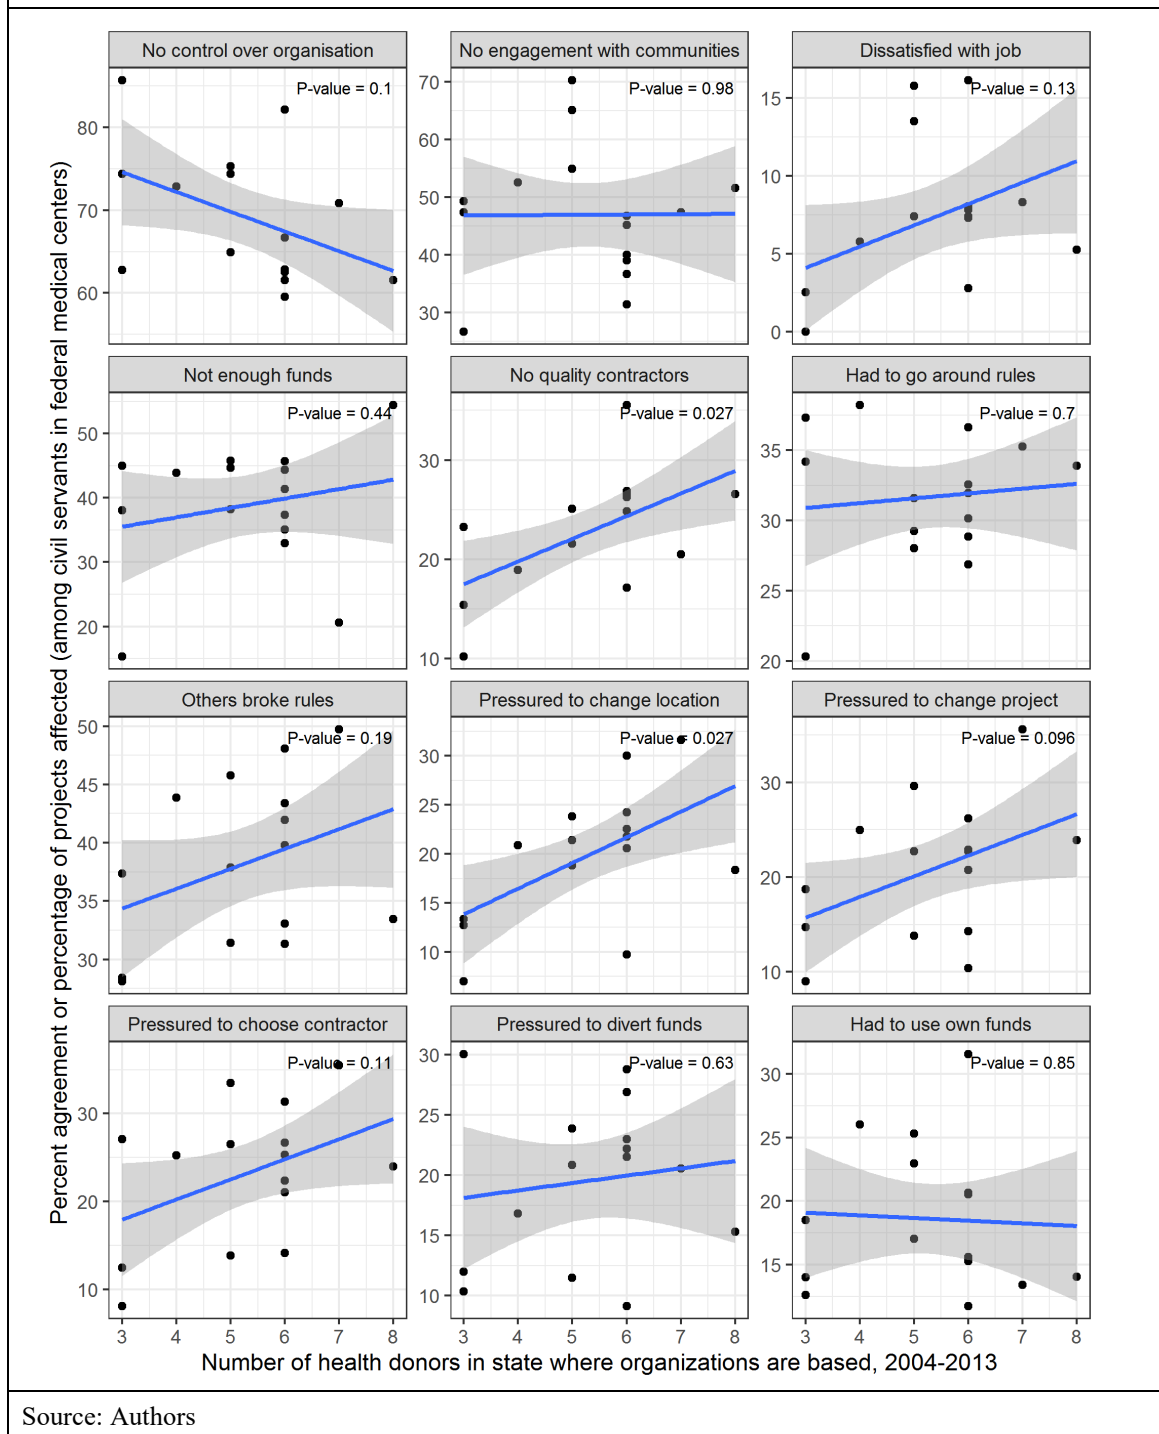 No control over organisation
No engagement with communities
Dissatisfied with job
P-value = 0.1
P-value = 0.98
P-value = 0.13
80
70
60
70
60
50
40
30
15
10
5
0
Not enough funds
No quality contractors
Had to go around rules
P-value = 0.44
P-value = 0.027
P-value = 0.7
50
40
30
20
30
20
10
35
30
25
20
Others broke rules
Pressured to change location
Pressured to change project
P-value = 0.19
P-value = 0.027
P-value = 0.096
50
45
40
35
30
30
25
20
15
10
30
20
10
Pressured to choose contractor
Pressured to divert funds
Had to use own funds
P-value = 0.11
P-value = 0.63
P-value = 0.85
30
20
10
30
25
20
15
10
30
25
20
15
3 4 5 6 7 8
3 4 5 6 7 8
3 4 5 6 7 8
Percent agreement or percentage of projects affected (among civil servants in federal medical centers)
Number of health donors in state where organizations are based, 2004-2013
Source: Authors